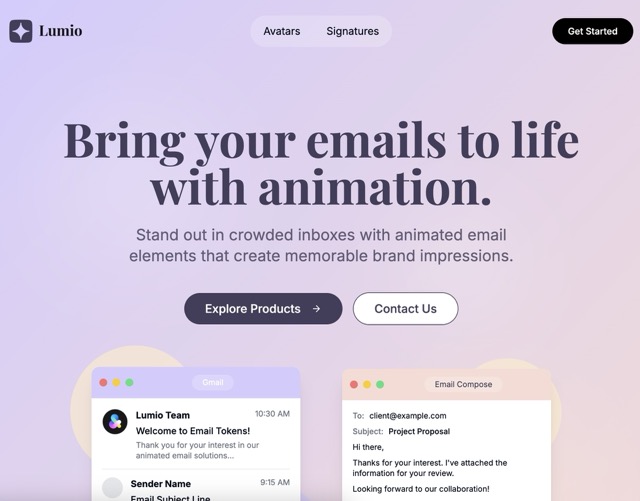 Lumio
Avatars
Signatures
Get Started
Bring your emails to life
with animation.
Stand out in crowded inboxes with animated email
elements that create memorable brand impressions.
Explore Products →
Contact Us
Gmail
Lumio Team
10:30 AM
Welcome to Email Tokens!
Thank you for your interest in our
animated email solutions...
Sender Name
9:15 AM
Email Subject Line
Email Compose
To: client@example.com
Subject: Project Proposal
Hi there,
Thanks for your interest. I've attached the
information for your review.
Looking forward to our collaboration!